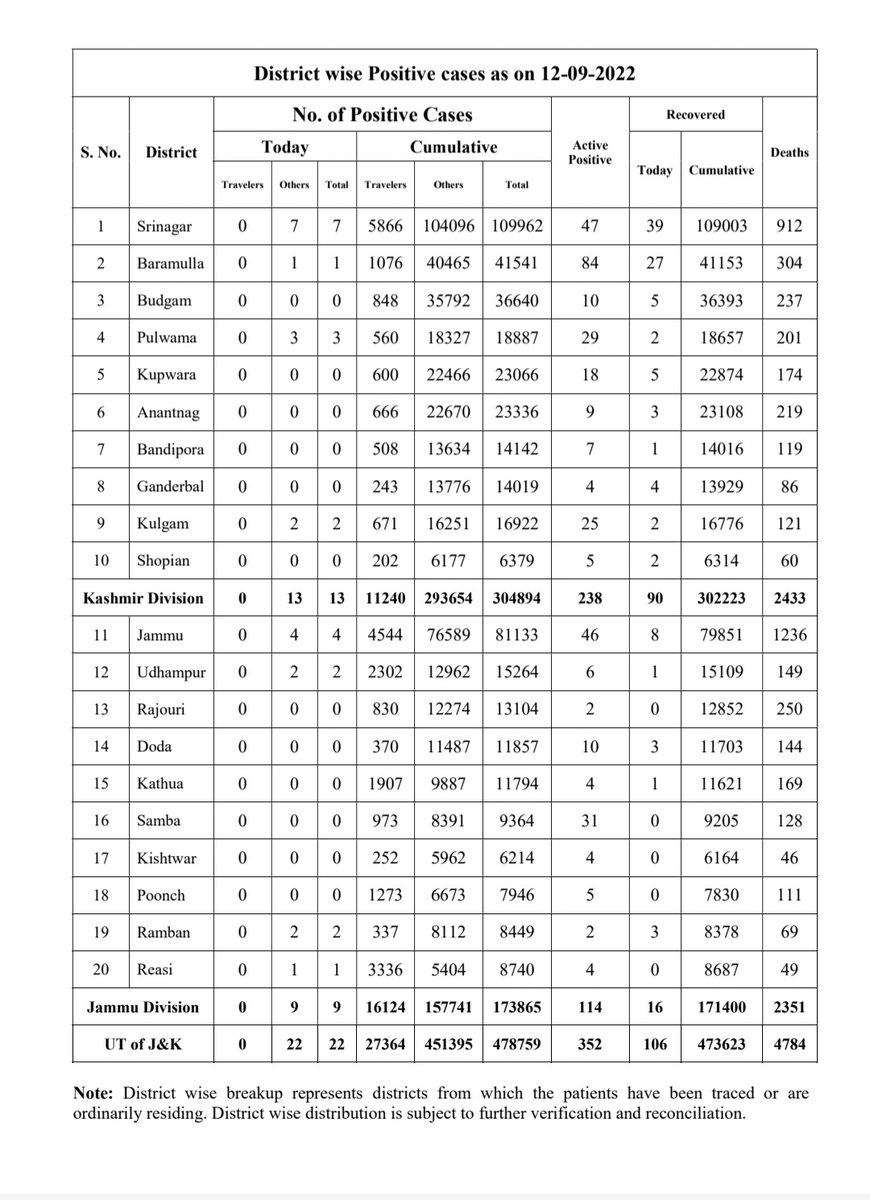 District wise Positive cases as on 12-09-2022
S. No. District No. of Positive Cases Active Positive Recovered Deaths
Today Cumulative Today Cumulative
Travelers Others Total Travelers Others Total
1 Srinagar 0 7 7 5866 104096 109962 47 39 109003 912
2 Baramulla 0 1 1 1076 40465 41541 84 27 41153 304
3 Budgam 0 0 0 848 35792 36640 10 5 36393 237
4 Pulwama 0 3 3 560 18327 18887 29 2 18657 201
5 Kupwara 0 0 0 600 22466 23066 18 5 22874 174
6 Anantnag 0 0 0 666 22670 23336 9 3 23108 219
7 Bandipora 0 0 0 508 13634 14142 7 1 14016 119
8 Ganderbal 0 0 0 243 13776 14019 4 4 13929 86
9 Kulgam 0 2 2 671 16251 16922 25 2 16776 121
10 Shopian 0 0 0 202 6177 6379 5 2 6314 60
Kashmir Division 0 13 13 11240 293654 304894 238 90 302223 2433
11 Jammu 0 4 4 4544 76589 81133 46 8 79851 1236
12 Udhampur 0 2 2 2302 12962 15264 6 1 15109 149
13 Rajouri 0 0 0 830 12274 13104 2 0 12852 250
14 Doda 0 0 0 370 11487 11857 10 3 11703 144
15 Kathua 0 0 0 1907 9887 11794 4 1 11621 169
16 Samba 0 0 0 973 8391 9364 31 0 9205 128
17 Kishtwar 0 0 0 252 5962 6214 4 0 6164 46
18 Poonch 0 0 0 1273 6673 7946 5 0 7830 111
19 Ramban 0 2 2 337 8112 8449 2 3 8378 69
20 Reasi 0 1 1 3336 5404 8740 4 0 8687 49
Jammu Division 0 9 9 16124 157741 173865 114 16 171400 2351
UT of J&K 0 22 22 27364 451395 478759 352 106 473623 4784
Note: District wise breakup represents districts from which the patients have been traced or are
ordinarily residing. District wise distribution is subject to further verification and reconciliation.